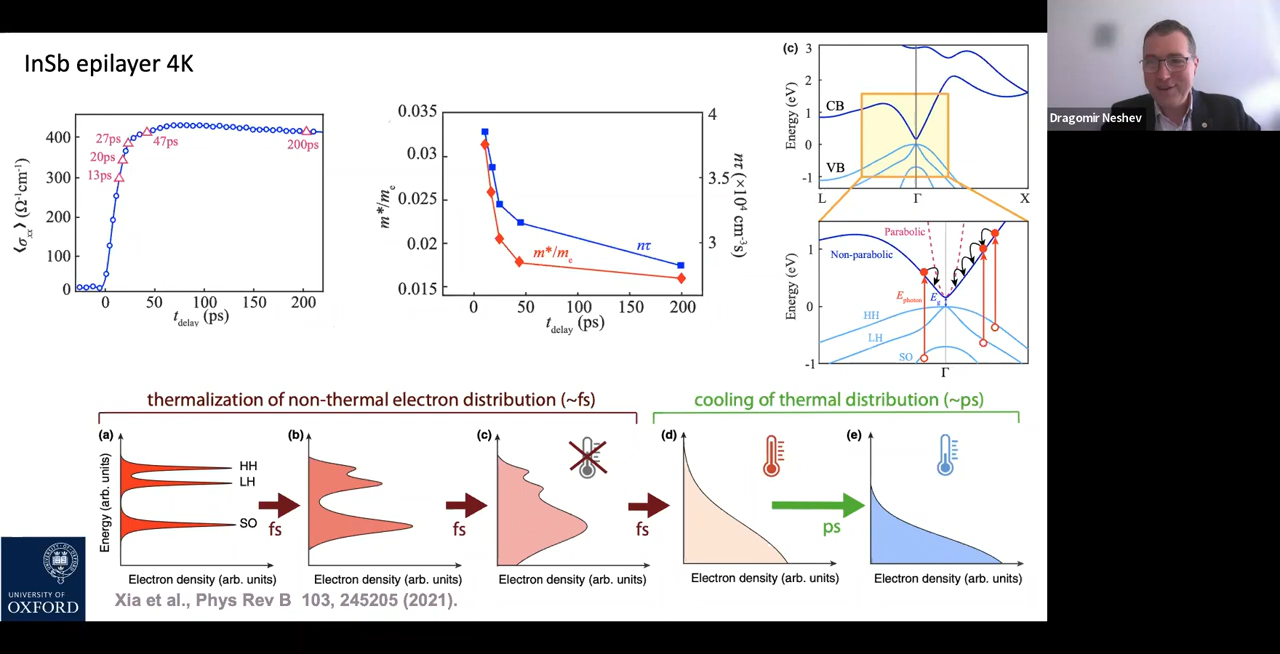 InSb epilayer 4K
⟨σxx⟩ (Ω⁻¹cm⁻¹)
400
300
200
100
0
27ps
20ps
13ps
47ps
200ps
0 50 100 150 200
tdelay (ps)
m*/me
0.035
0.03
0.025
0.02
0.015
4
3.5
3
nτ (×10⁴ cm⁻³s)
nτ
m*/me
0 50 100 150 200
tdelay (ps)
(c)
Energy (eV)
3
2
1
0
-1
CB
VB
L Γ X
Energy (eV)
1
0
-1
Parabolic
Non-parabolic
Ephoton
Eg
HH
LH
SO
Γ
thermalization of non-thermal electron distribution (~fs)
cooling of thermal distribution (~ps)
(a) (b) (c) (d) (e)
Energy (arb. units)
HH
LH
SO
fs fs fs ps
Electron density (arb. units) Electron density (arb. units) Electron density (arb. units) Electron density (arb. units) Electron density (arb. units)
UNIVERSITY OF
OXFORD
Xia et al., Phys Rev B 103, 245205 (2021).
Dragomir Neshev